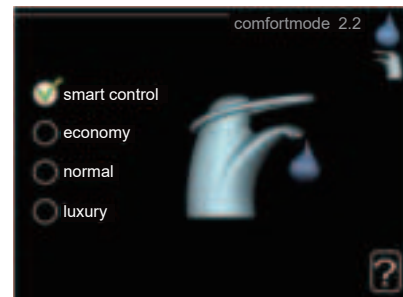 comfortmode 2.2
smart control
economy
normal
luxury
?